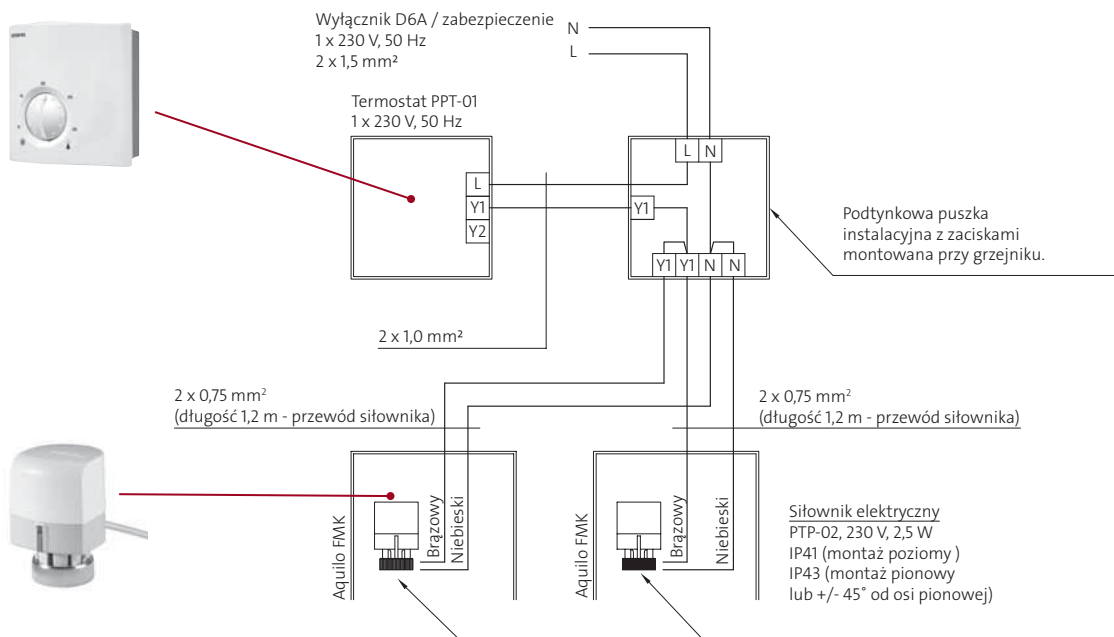 Wyłącznik D6A / zabezpieczenie
1 x 230 V, 50 Hz
2 x 1,5 mm²
N
L
Termostat PPT-01
1 x 230 V, 50 Hz
L
Y1
Y2
L N
Y1
Y1 Y1 N N
Podtynkowa puszka
instalacyjna z zaciskami
montowana przy grzejniku.
2 x 1,0 mm²
2 x 0,75 mm²
(długość 1,2 m - przewód siłownika)
2 x 0,75 mm²
(długość 1,2 m - przewód siłownika)
Aquilo FMK
Brązowy
Niebieski
Aquilo FMK
Brązowy
Niebieski
Siłownik elektryczny
PTP-02, 230 V, 2,5 W
IP41 (montaż poziomy )
IP43 (montaż pionowy
lub +/- 45° od osi pionowej)